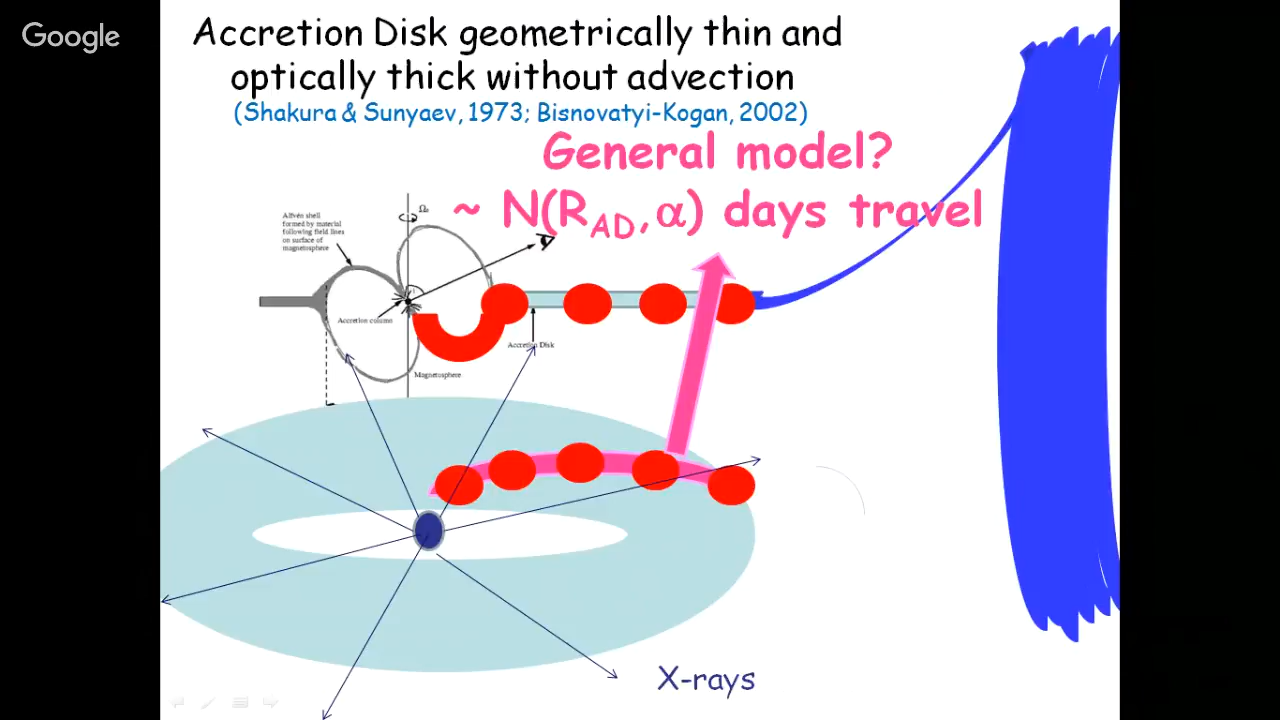 Google
Accretion Disk geometrically thin and
optically thick without advection
(Shakura & Sunyaev, 1973; Bisnovatyi-Kogan, 2002)
General model?
~ N(R_AD,α) days travel
Alfvén shell
formed by material
following field lines
on surface of
magnetosphere
Accretion column
Accretion Disk
Magnetosphere
X-rays